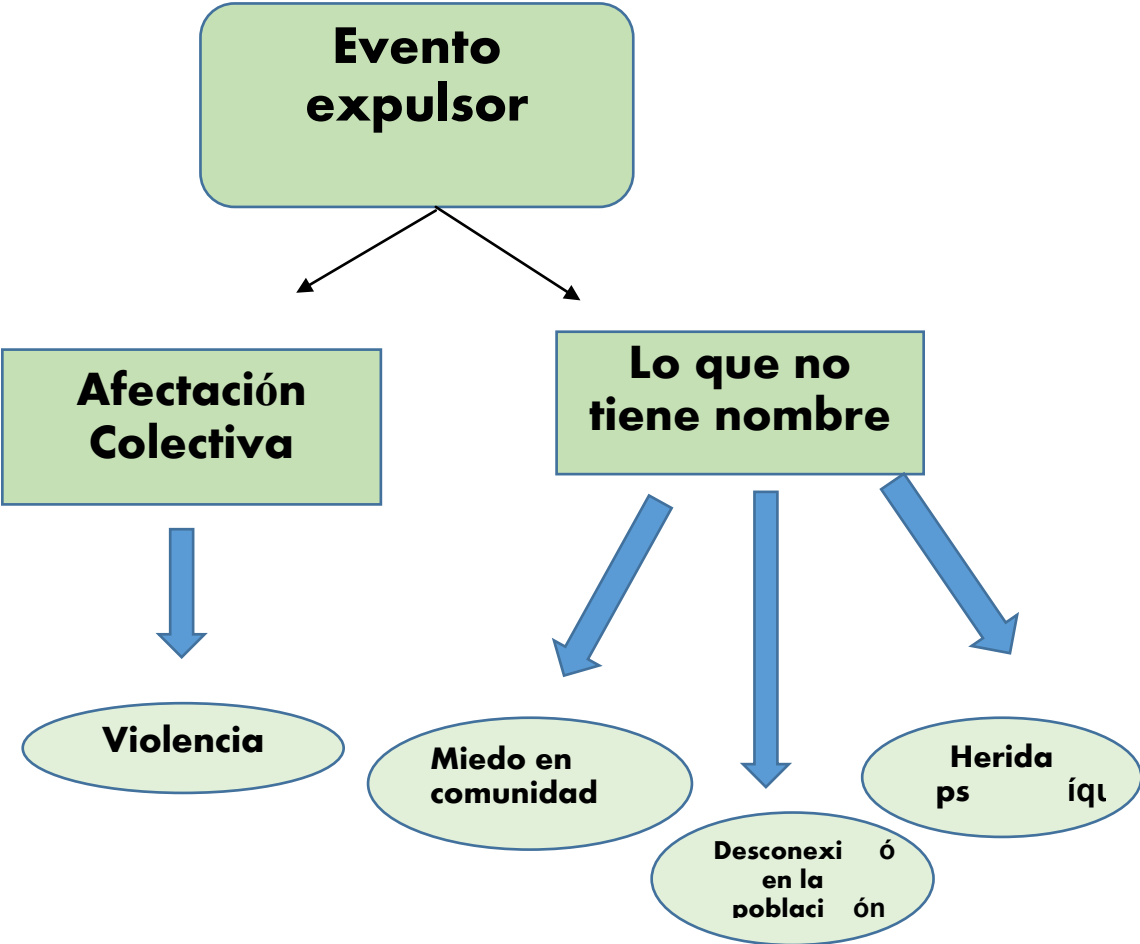 Evento
expulsor
Afectación
Colectiva
Lo que no
tiene nombre
Violencia
Miedo en
comunidad
Herida
ps íqu
Desconexi ó
en la
poblaci ón